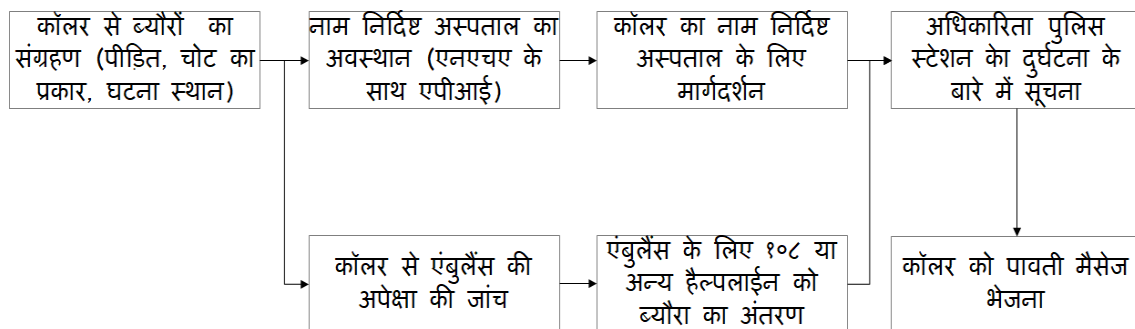 कॉलर से ब्यौरों का
संग्रहण (पीड़ित, चोट का
प्रकार, घटना स्थान)
नाम निर्दिष्ट अस्पताल का
अवस्थान (एनएचए के
साथ एपीआई)
कॉलर का नाम निर्दिष्ट
अस्पताल के लिए
मार्गदर्शन
अधिकारिता पुलिस
स्टेशन केा दुर्घटना के
बारे में सूचना
कॉलर से एंबुलैंस की
अपेक्षा की जांच
एंबुलैंस के लिए १०८ या
अन्य हैल्पलाईन को
ब्यौरा का अंतरण
कॉलर को पावती मैसेज
भेजना